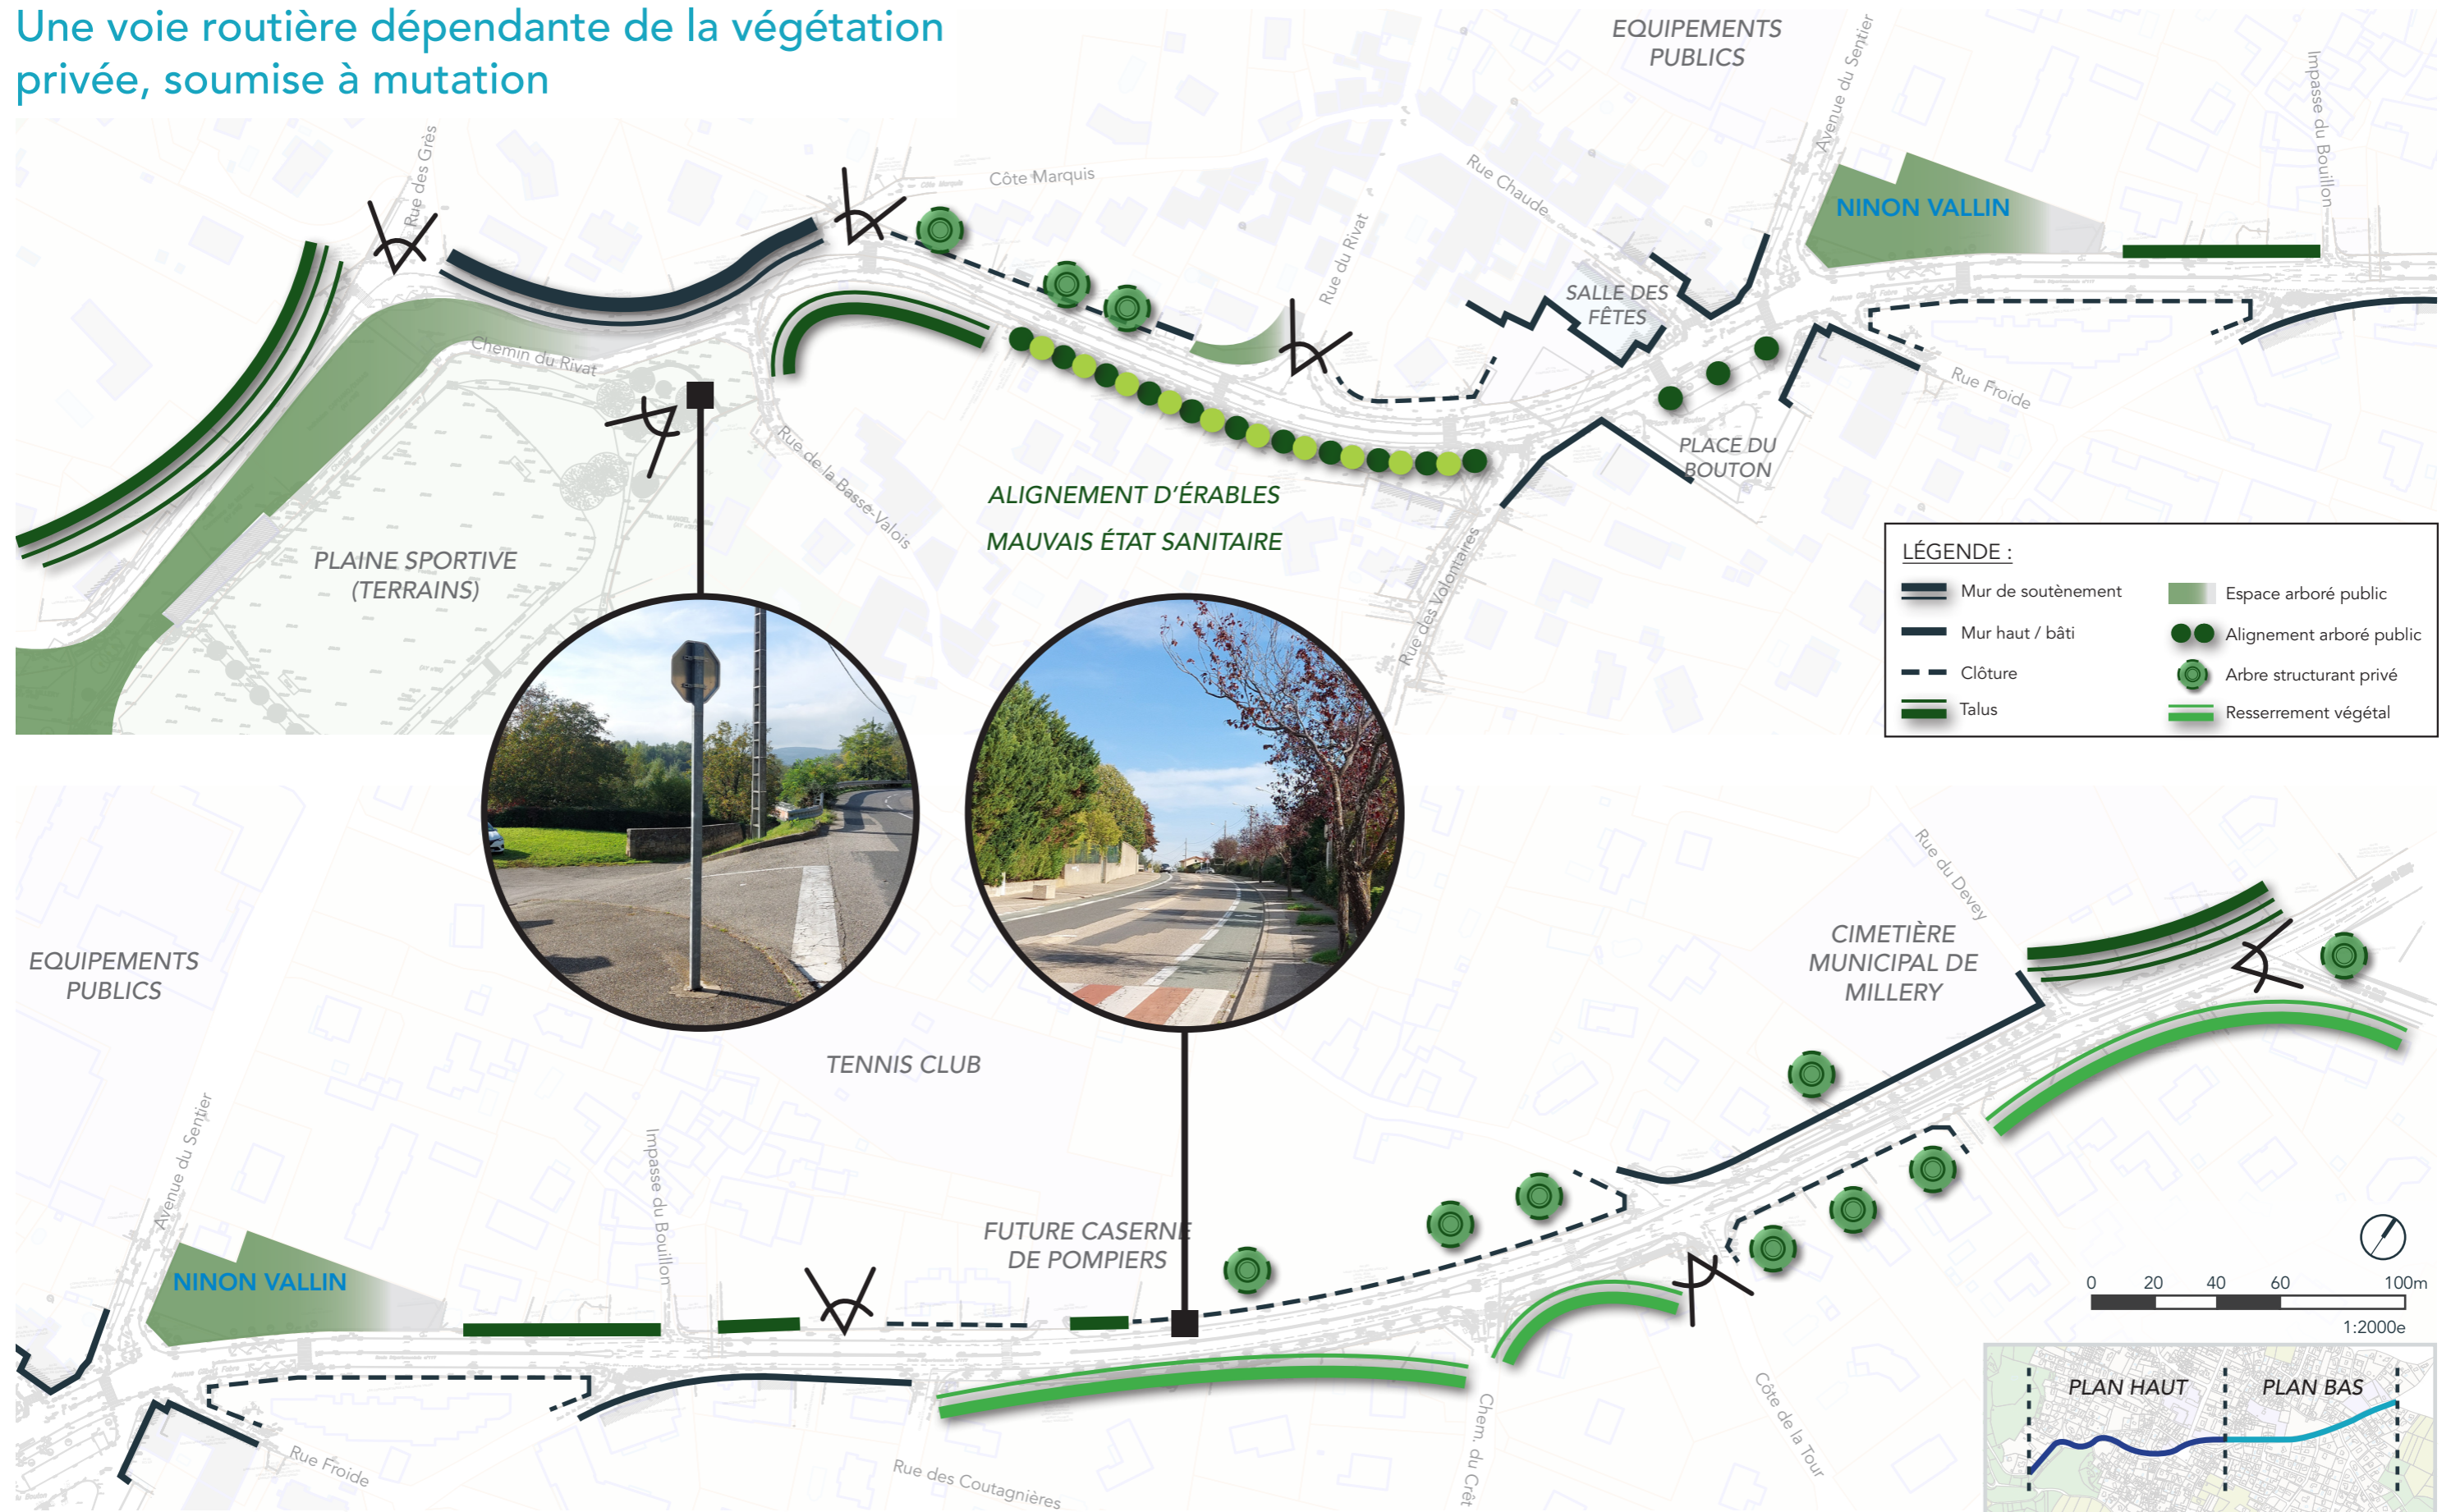 Une voie routière dépendante de la végétation
privée, soumise à mutation
EQUIPEMENTS
PUBLICS
Avenue du Sentier
Impasse du Bouillon
Rue des Grès
Côte Marquis
Côte Marquis
Rue Chaude
Rue du Rivat
NINON VALLIN
SALLE DES
FÊTES
Chemin du Rivat
Rue Froide
Rue de la Basse-Valois
PLACE DU
BOUTON
ALIGNEMENT D'ÉRABLES
MAUVAIS ÉTAT SANITAIRE
PLAINE SPORTIVE
(TERRAINS)
Rue des Volontaires
LÉGENDE :
Mur de soutènement
Mur haut / bâti
Clôture
Talus
Espace arboré public
Alignement arboré public
Arbre structurant privé
Resserrement végétal
Rue du Devey
CIMETIÈRE
MUNICIPAL DE
MILLERY
EQUIPEMENTS
PUBLICS
TENNIS CLUB
Avenue du Sentier
Impasse du Bouillon
FUTURE CASERNE
DE POMPIERS
NINON VALLIN
Rue Froide
Rue des Coutagnières
Chem. du Crêt
Côte de la Tour
0 20 40 60 100m
1:2000e
PLAN HAUT
PLAN BAS